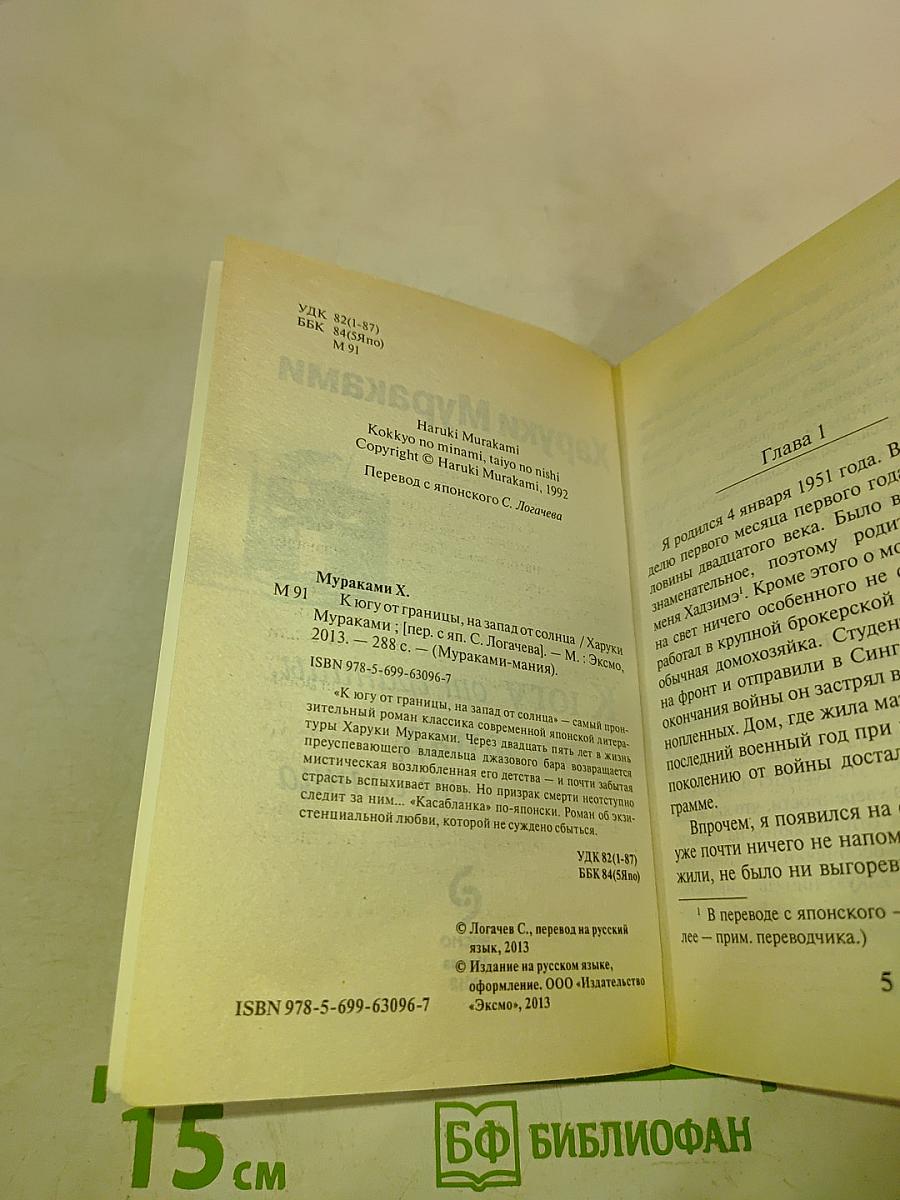 УДК 82(1-87)
ББК 84(5Япо)
М 91
Haruki Murakami
Kokkyo no minami, taiyo no nishi
Copyright © Haruki Murakami, 1992
Перевод с японского С. Логачева
Мураками Х.
М 91 К югу от границы, на запад от солнца / Харуки
Мураками ; [пер. с яп. С. Логачева]. — М. : Эксмо,
2013. — 288 с. — (Мураками-мания).
ISBN 978-5-699-63096-7
«К югу от границы, на запад от солнца» — самый прон-
зительный роман классика современной японской литера-
туры Харуки Мураками. Через двадцать пять лет в жизнь
преуспевающего владельца джазового бара возвращается
мистическая возлюбленная его детства — и почти забытая
страсть вспыхивает вновь. Но призрак смерти неотступно
следит за ним... «Касабланка» по-японски. Роман об экзи-
стенциальной любви, которой не суждено сбыться.
УДК 82(1-87)
ББК 84(5Япо)
© Логачев С., перевод на русский
язык, 2013
© Издание на русском языке,
оформление. ООО «Издательство
«Эксмо», 2013
ISBN 978-5-699-63096-7
Глава 1
Я родился 4 января 1951 года. В
делю первого месяца первого года
ловины двадцатого века. Было в
знаменательное, поэтому родит
меня Хадзимэ¹. Кроме этого о мо
на свет ничего особенного не
работал в крупной брокерской
обычная домохозяйка. Студен
на фронт и отправили в Синг
окончания войны он застрял в
нопленных. Дом, где жила мат
последний военный год при
поколению от войны достал
грамме.
Впрочем, я появился на
уже почти ничего не напом
жили, не было ни выгорев
¹ В переводе с японского –
лее — прим. переводчика.)
5
15 см
БФ БИБЛИОФАН